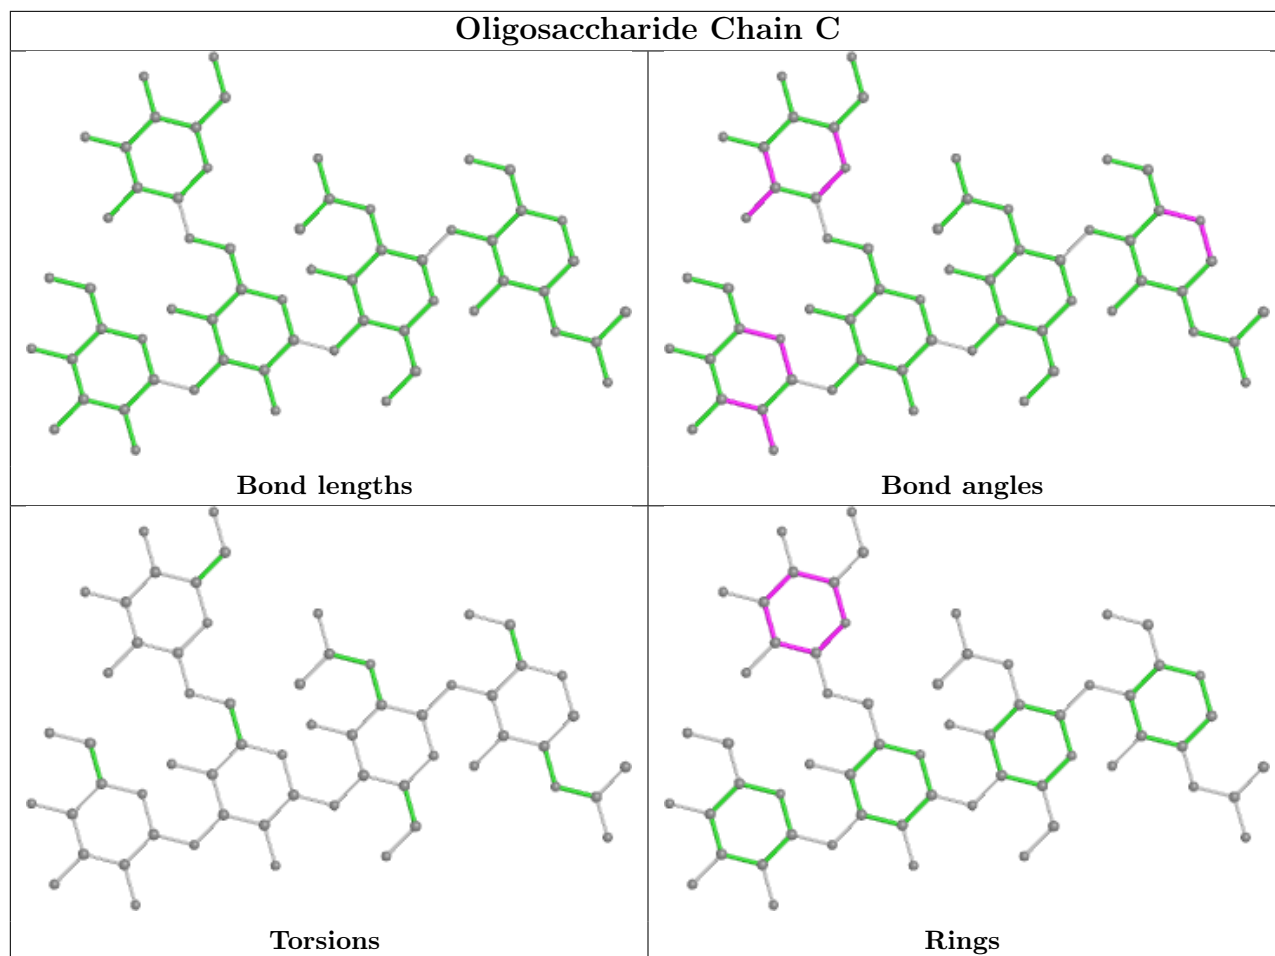 Oligosaccharide Chain C
Bond lengths
Bond angles
Torsions
Rings